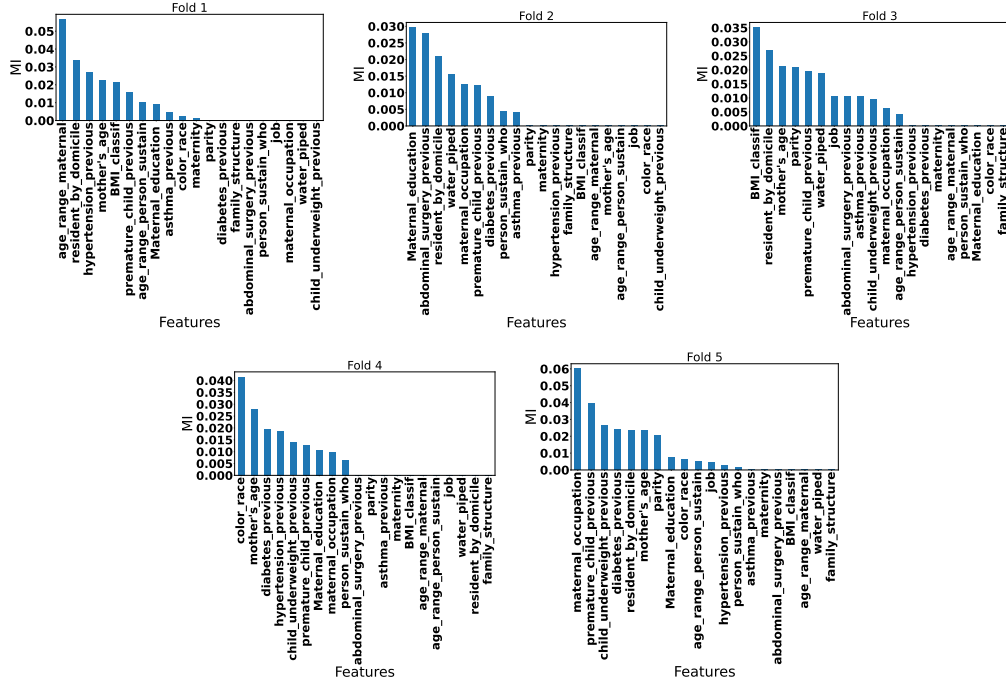 Fold 1
MI
0.05
0.04
0.03
0.02
0.01
0.00
age_range_maternal
resident_by_domicile
hypertension_previous
mother's_age
BMI_classif
premature_child_previous
age_range_person_sustain
Maternal_education
asthma_previous
color_race
maternity
parity
diabetes_previous
family_structure
abdominal_surgery_previous
person_sustain_who
job
maternal_occupation
water_piped
child_underweight_previous
Features
Fold 2
MI
0.030
0.025
0.020
0.015
0.010
0.005
0.000
Maternal_education
abdominal_surgery_previous
resident_by_domicile
water_piped
maternal_occupation
premature_child_previous
diabetes_previous
person_sustain_who
asthma_previous
parity
maternity
hypertension_previous
family_structure
BMI_classif
age_range_maternal
mother's_age
age_range_person_sustain
job
color_race
child_underweight_previous
Features
Fold 3
MI
0.035
0.030
0.025
0.020
0.015
0.010
0.005
0.000
BMI_classif
resident_by_domicile
mother's_age
parity
premature_child_previous
water_piped
job
abdominal_surgery_previous
asthma_previous
child_underweight_previous
maternal_occupation
age_range_person_sustain
hypertension_previous
diabetes_previous
maternity
age_range_maternal
person_sustain_who
Maternal_education
color_race
family_structure
Features
Fold 4
MI
0.040
0.035
0.030
0.025
0.020
0.015
0.010
0.005
0.000
color_race
mother's_age
diabetes_previous
hypertension_previous
child_underweight_previous
premature_child_previous
Maternal_education
maternal_occupation
person_sustain_who
abdominal_surgery_previous
parity
asthma_previous
maternity
BMI_classif
age_range_maternal
age_range_person_sustain
job
water_piped
resident_by_domicile
family_structure
Features
Fold 5
MI
0.06
0.05
0.04
0.03
0.02
0.01
0.00
maternal_occupation
premature_child_previous
child_underweight_previous
diabetes_previous
resident_by_domicile
mother's_age
parity
Maternal_education
color_race
age_range_person_sustain
job
hypertension_previous
person_sustain_who
asthma_previous
maternity
abdominal_surgery_previous
BMI_classif
age_range_maternal
water_piped
family_structure
Features